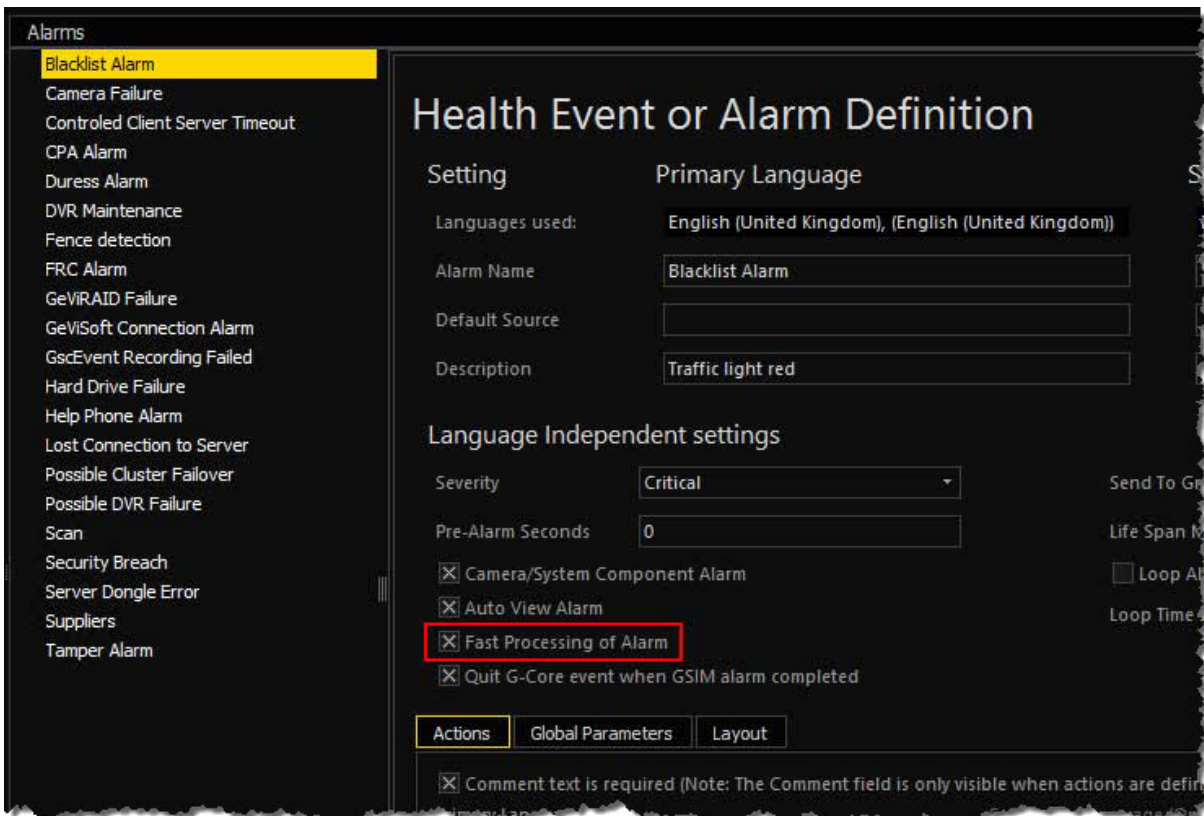 Alarms
Blacklist Alarm
Camera Failure
Controled Client Server Timeout
CPA Alarm
Duress Alarm
DVR Maintenance
Fence detection
FRC Alarm
GeViRAID Failure
GeViSoft Connection Alarm
GscEvent Recording Failed
Hard Drive Failure
Help Phone Alarm
Lost Connection to Server
Possible Cluster Failover
Possible DVR Failure
Scan
Security Breach
Server Dongle Error
Suppliers
Tamper Alarm
Health Event or Alarm Definition
Setting Primary Language
Languages used: English (United Kingdom), (English (United Kingdom))
Alarm Name Blacklist Alarm
Default Source
Description Traffic light red
Language Independent settings
Severity Critical Send To
Pre-Alarm Seconds 0 Life Span
Camera/System Component Alarm Loop
Auto View Alarm
Loop Time
Fast Processing of Alarm
Quit G-Core event when GSIM alarm completed
Actions Global Parameters Layout
Comment text is required (Note: The Comment field is only visible when actions are